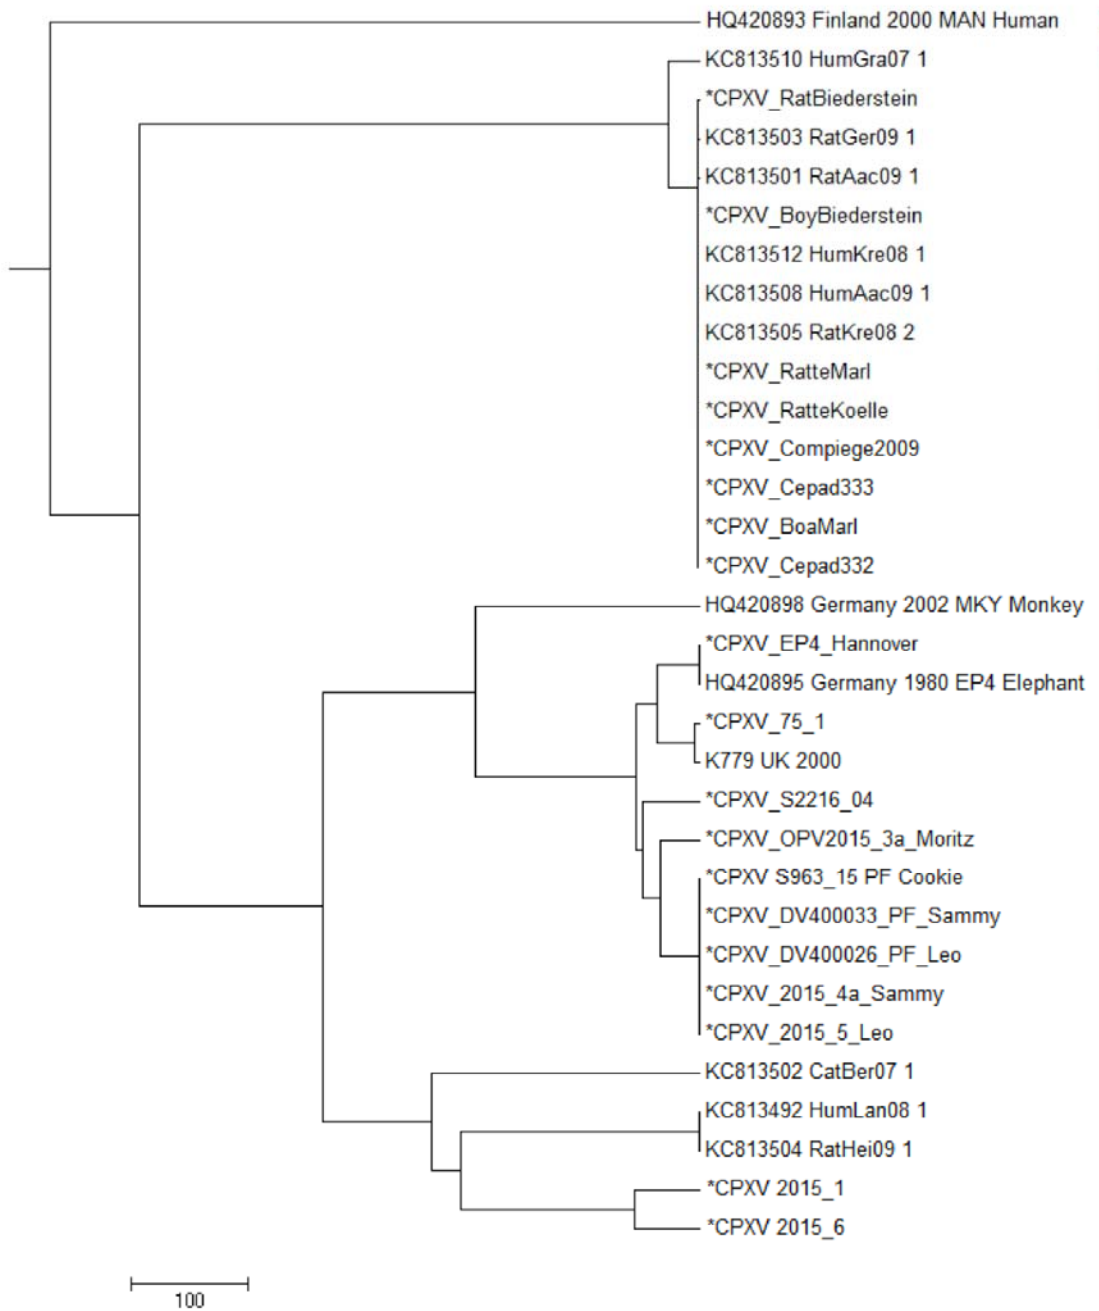 HQ420893 Finland 2000 MAN Human
KC813510 HumGra07 1
*CPXV_RatBiederstein
KC813503 RatGer09 1
KC813501 RatAac09 1
*CPXV_BoyBiederstein
KC813512 HumKre08 1
KC813508 HumAac09 1
KC813505 RatKre08 2
*CPXV_RatteMarl
*CPXV_RatteKoelle
*CPXV_Compiege2009
*CPXV_Cepad333
*CPXV_BoaMarl
*CPXV_Cepad332
HQ420898 Germany 2002 MKY Monkey
*CPXV_EP4_Hannover
HQ420895 Germany 1980 EP4 Elephant
*CPXV_75_1
K779 UK 2000
*CPXV_S2216_04
*CPXV_OPV2015_3a_Moritz
*CPXV S963_15 PF Cookie
*CPXV_DV400033_PF_Sammy
*CPXV_DV400026_PF_Leo
*CPXV_2015_4a_Sammy
*CPXV_2015_5_Leo
KC813502 CatBer07 1
KC813492 HumLan08 1
KC813504 RatHei09 1
*CPXV 2015_1
*CPXV 2015_6
100